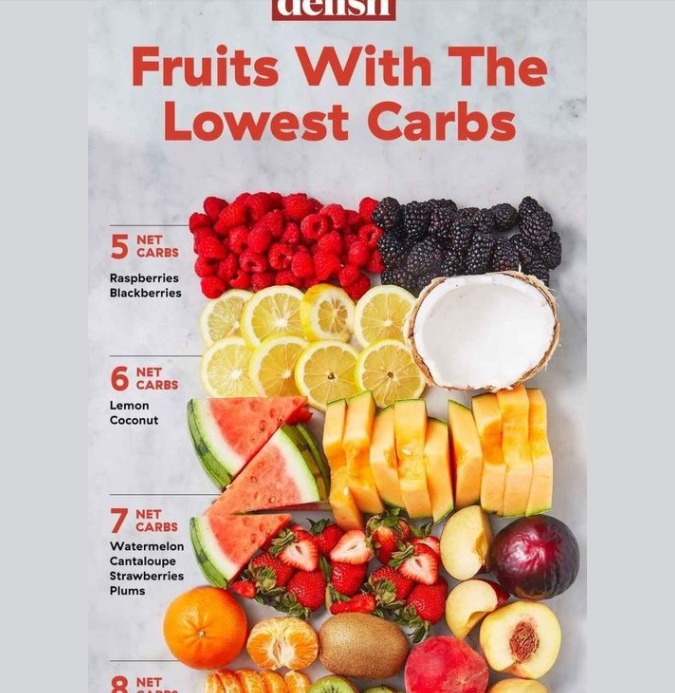 delish
Fruits With The
Lowest Carbs
5 NET
CARBS
Raspberries
Blackberries
6 NET
CARBS
Lemon
Coconut
7 NET
CARBS
Watermelon
Cantaloupe
Strawberries
Plums
8 NET
CARBS